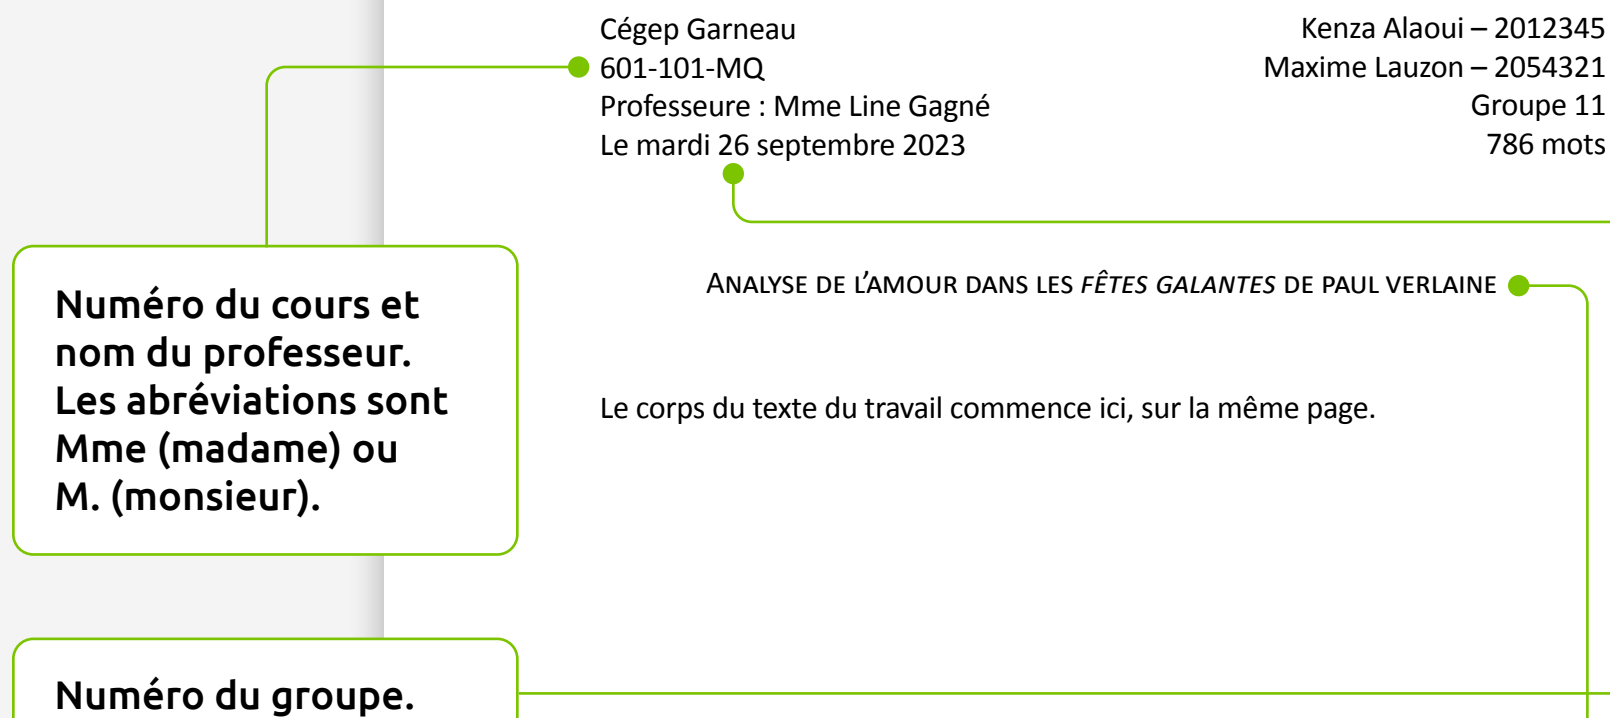 Cégep Garneau
601-101-MQ
Professeure : Mme Line Gagné
Le mardi 26 septembre 2023
Kenza Alaoui – 2012345
Maxime Lauzon – 2054321
Groupe 11
786 mots
Analyse de l’amour dans les fêtes galantes de paul verlaine
Le corps du texte du travail commence ici, sur la même page.
Numéro du cours et
nom du professeur.
Les abréviations sont
Mme (madame) ou
M. (monsieur).
Numéro du groupe.